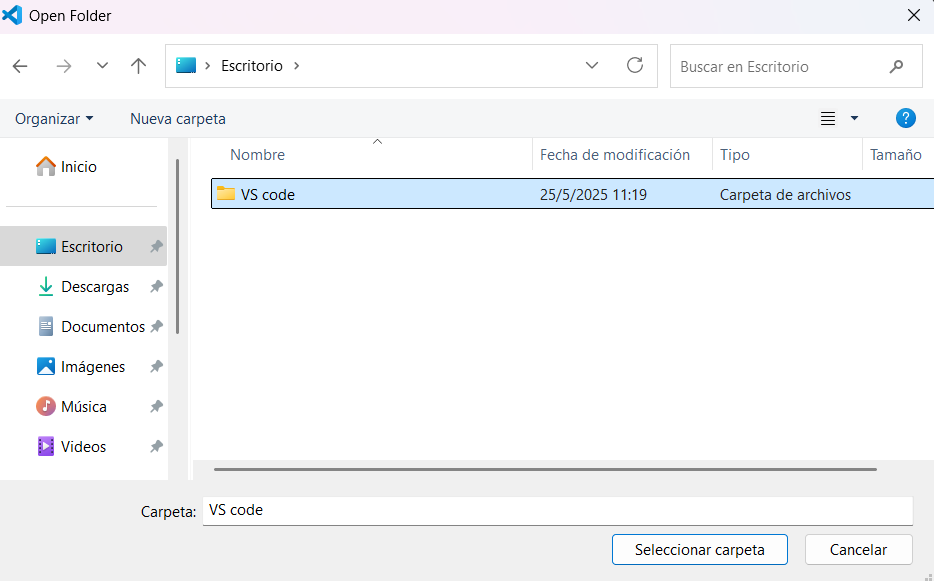 Open Folder
Escritorio
Buscar en Escritorio
Organizar
Nueva carpeta
?
Nombre
Fecha de modificación
Tipo
Tamaño
VS code
25/5/2025 11:19
Carpeta de archivos
Inicio
Escritorio
Descargas
Documentos
Imágenes
Música
Videos
Carpeta:
VS code
Seleccionar carpeta
Cancelar